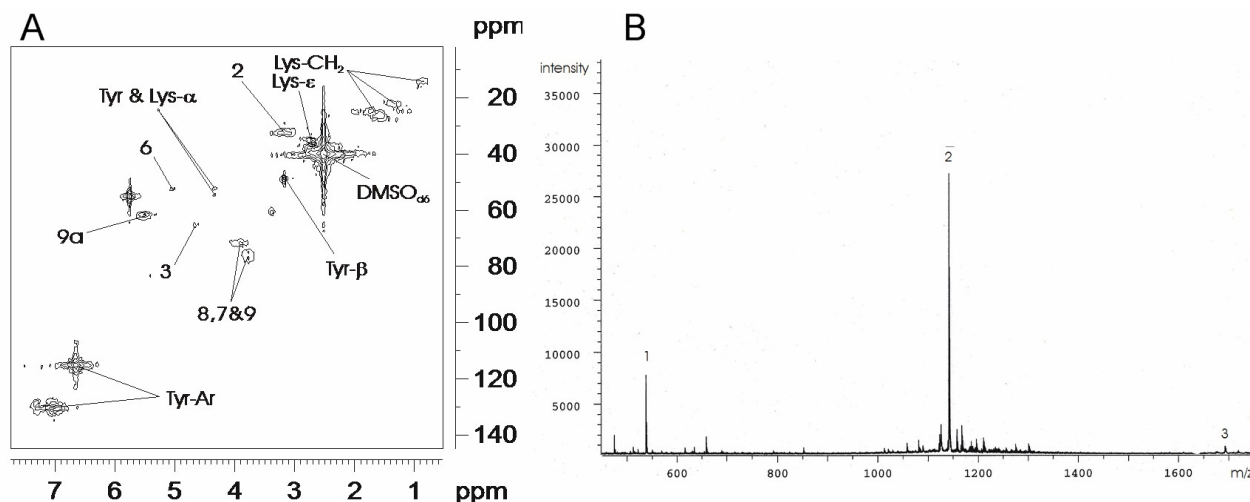 A
ppm
2
Lys-CH2
Lys-ε
Tyr & Lys-α
20
6
40
DMSOd6
9a
60
3
Tyr-β
80
8,7&9
100
Tyr-Ar
120
140
7 6 5 4 3 2 1 ppm
B
intensity
35000
30000
2
25000
20000
15000
1
10000
5000
3
600 800 1000 1200 1400 1600 m/z